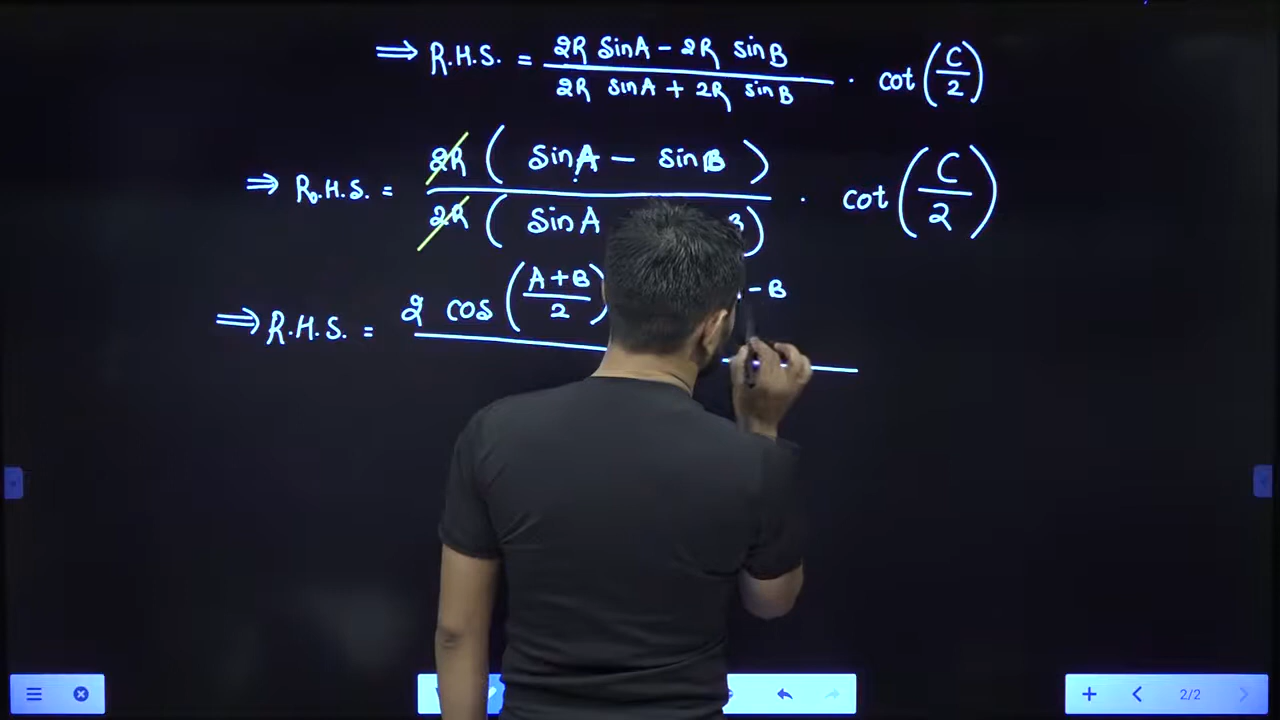 ⇒ R.H.S. = (2R sinA − 2R sinB) / (2R sinA + 2R sinB) · cot(C/2)
⇒ R.H.S. = 2R ( sinA − sinB ) / 2R ( sinA ) · cot(C/2)
⇒ R.H.S. = 2 cos((A+B)/2) − B
2/2